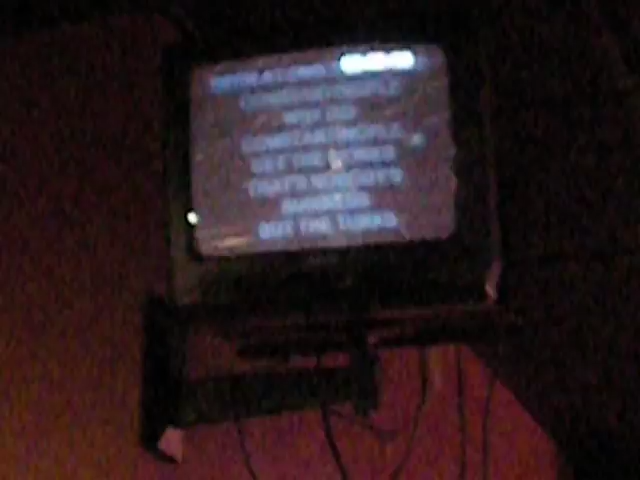 CONSTANTINOPLE
WHY DID
CONSTANTINOPLE
GET THE WORKS
THAT'S NOBODY'S
BUSINESS
BUT THE TURKS